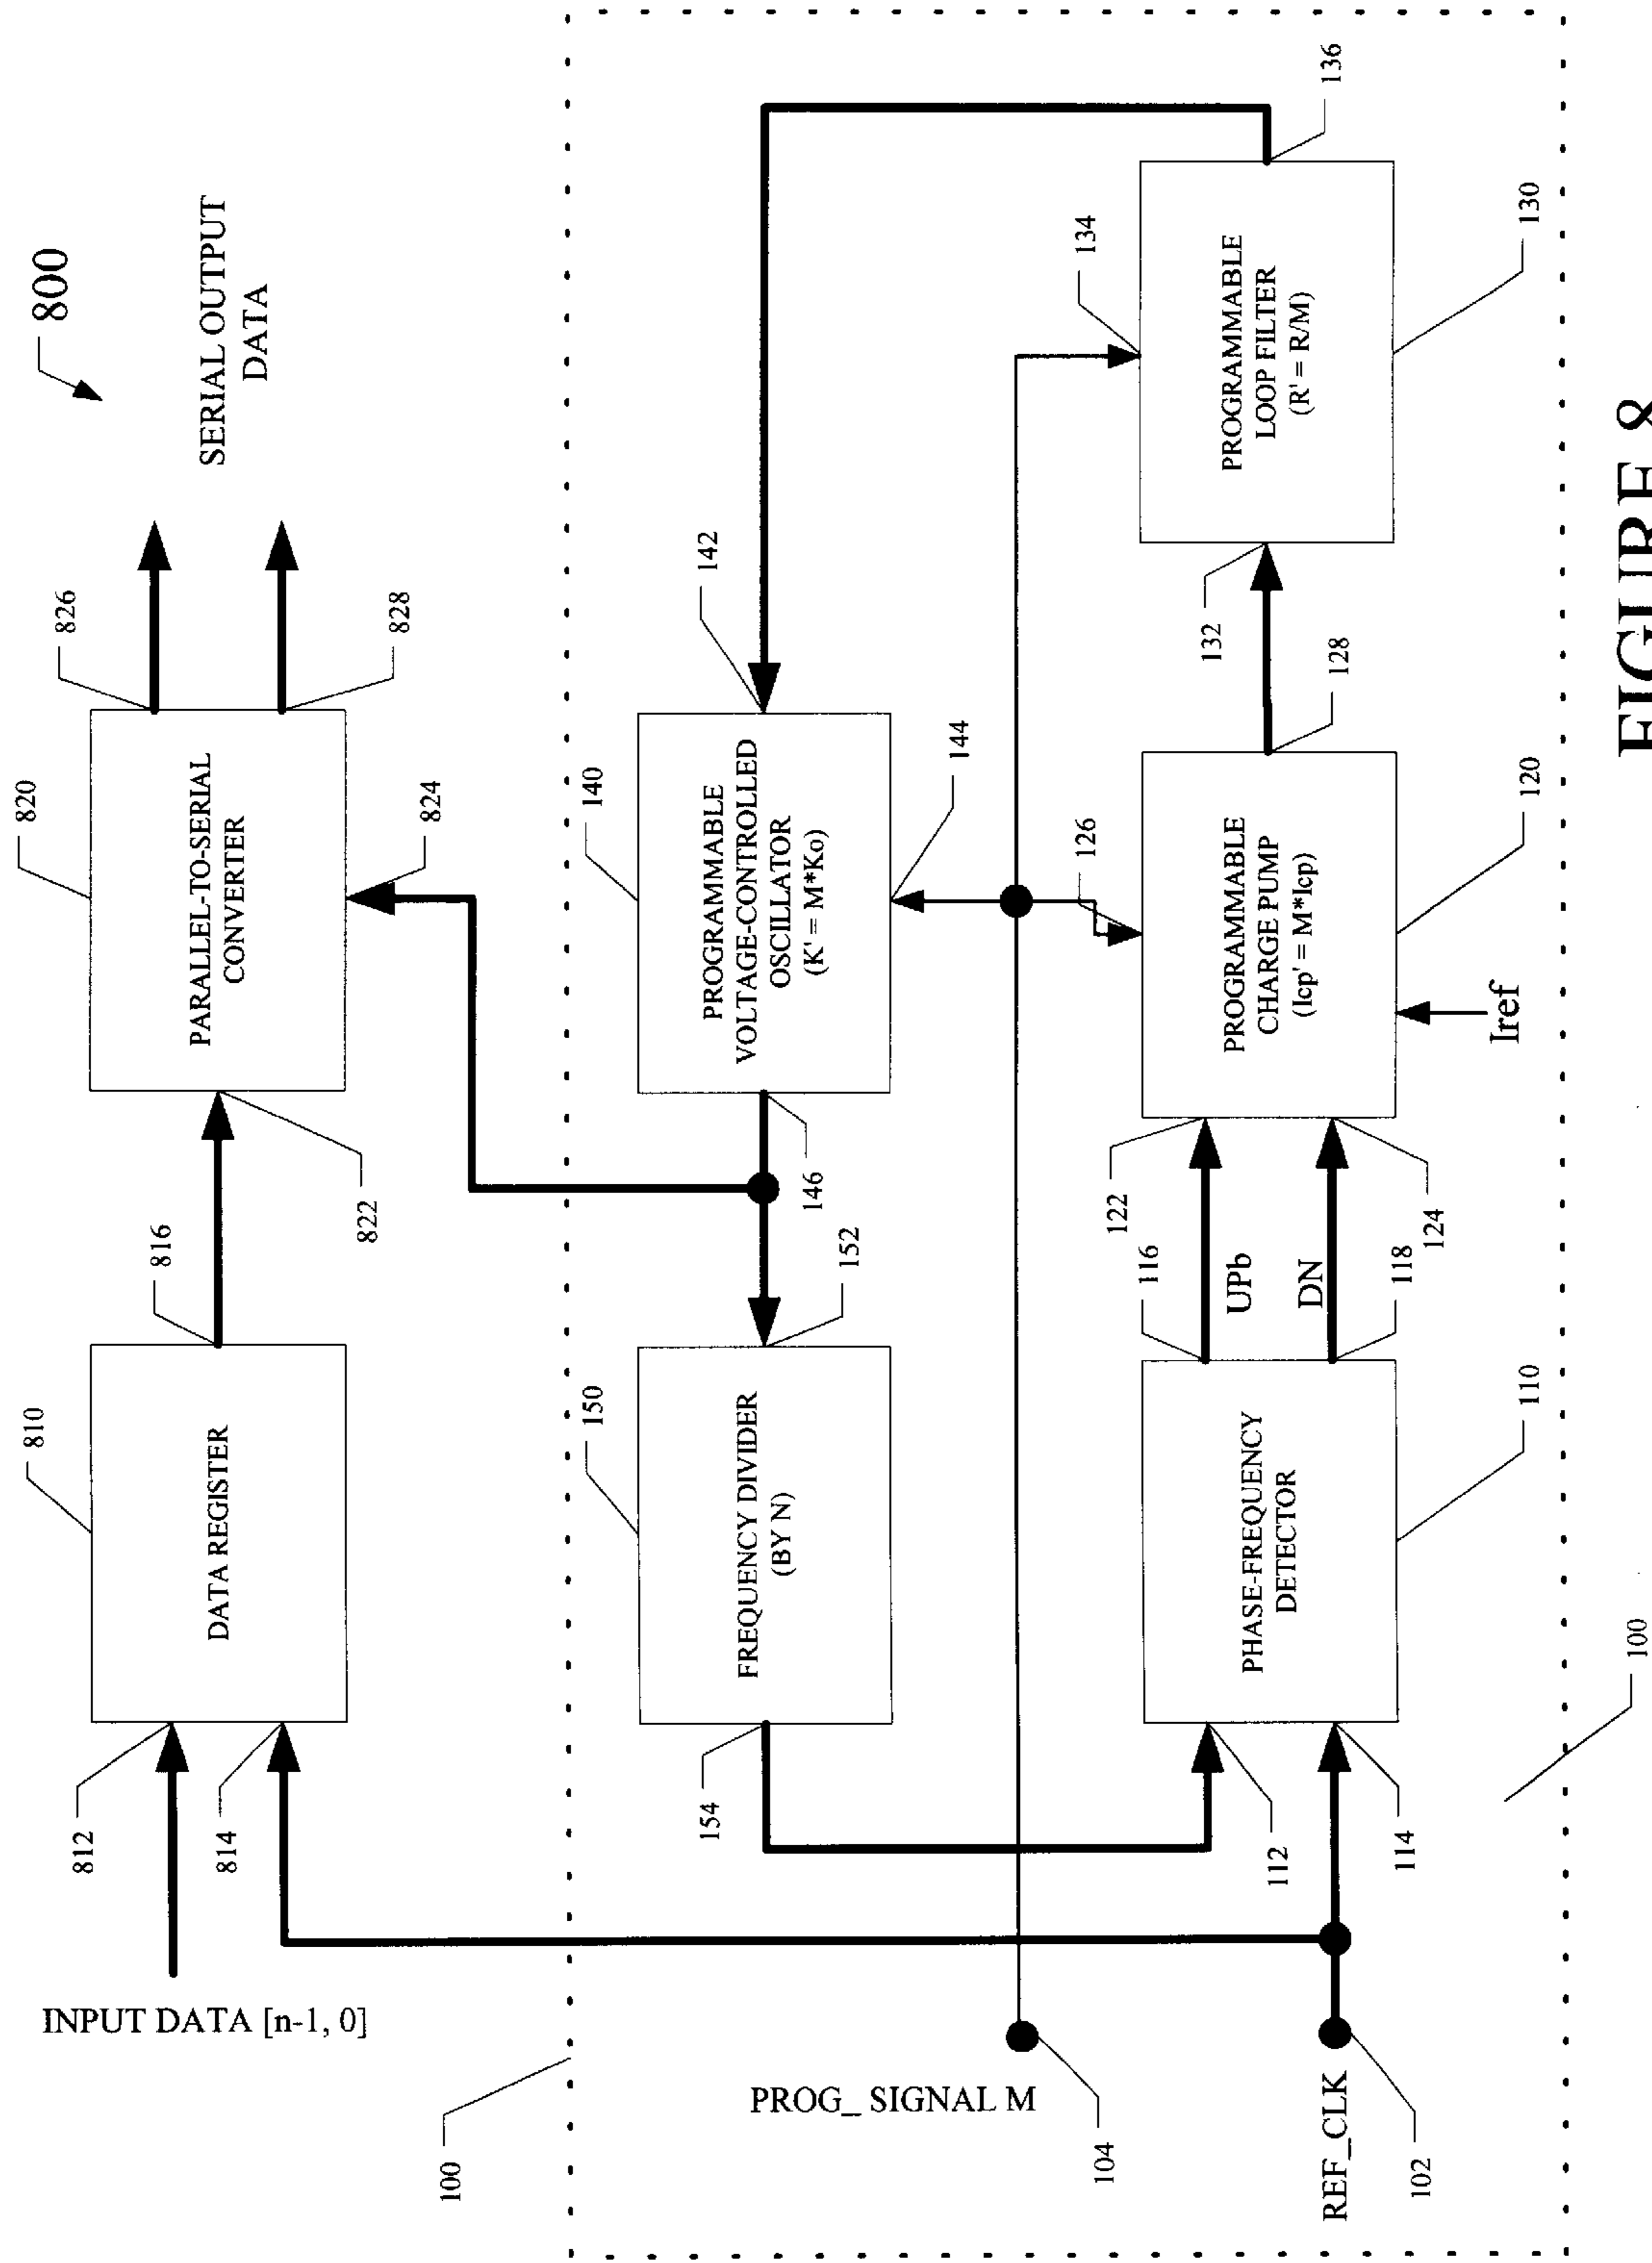 800
SERIAL OUTPUT
DATA
820
826
PARALLEL-TO-SERIAL
CONVERTER
828
824
822
816
810
DATA REGISTER
812
814
INPUT DATA [n-1, 0]
100
142
140
PROGRAMMABLE
VOLTAGE-CONTROLLED
OSCILLATOR
(K' = M*Ko)
144
146
152
150
FREQUENCY DIVIDER
(BY N)
154
PROG_ SIGNAL M
104
REF_CLK
102
112
114
PHASE-FREQUENCY
DETECTOR
110
116
UPb
DN
118
122
124
126
PROGRAMMABLE
CHARGE PUMP
(Icp' = M*Icp)
120
Iref
128
132
134
136
PROGRAMMABLE
LOOP FILTER
(R' = R/M)
130
100
FIGURE 8